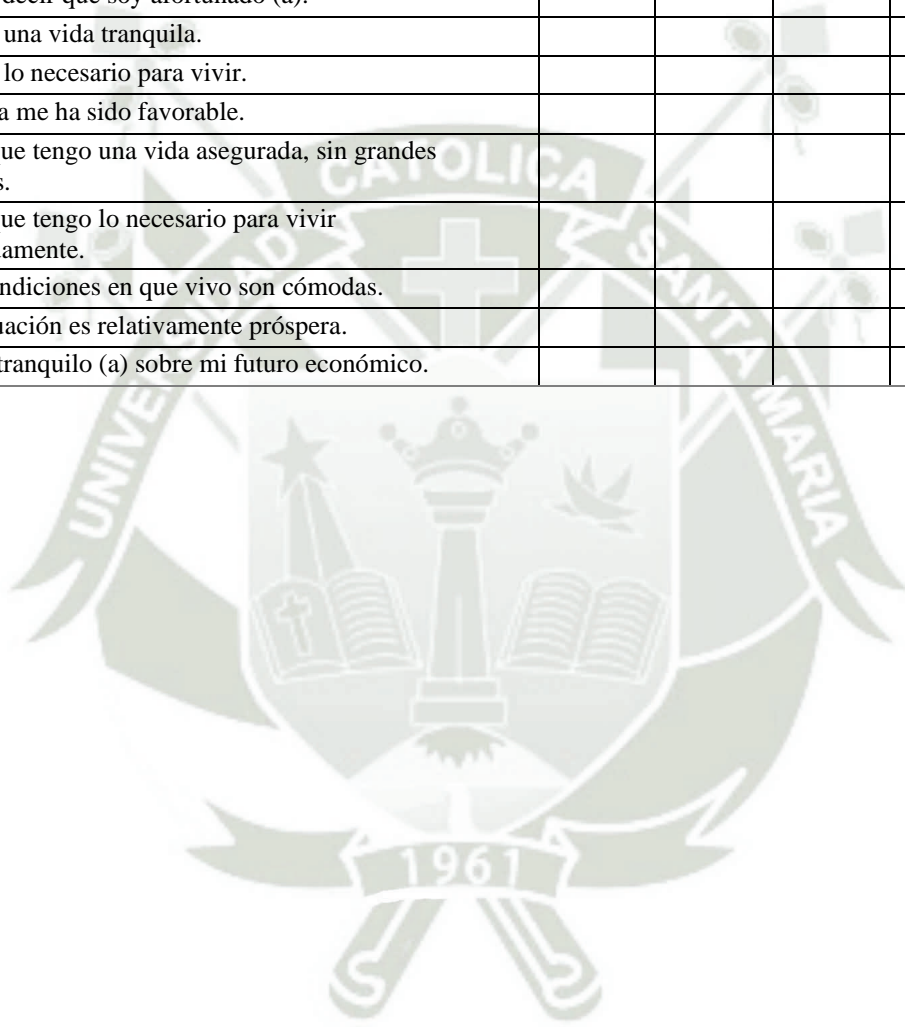 decir que soy afortunado (a).
una vida tranquila.
lo necesario para vivir.
a me ha sido favorable.
ue tengo una vida asegurada, sin grandes
s.
ue tengo lo necesario para vivir
amente.
ndiciones en que vivo son cómodas.
uación es relativamente próspera.
tranquilo (a) sobre mi futuro económico.
UNIVERSIDAD CATOLICA SANTA MARIA
1961